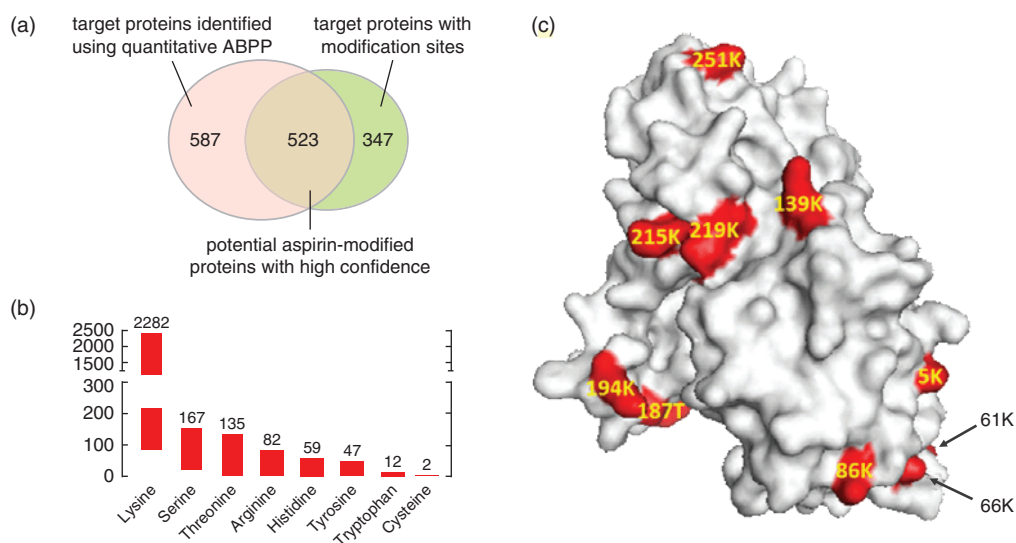 (a)
target proteins identified
using quantitative ABPP
target proteins with
modification sites
587
523
347
potential aspirin-modified
proteins with high confidence
(b)
2500
2000
1500
300
200
100
0
2282
167
135
82
59
47
12
2
Lysine
Serine
Threonine
Arginine
Histidine
Tyrosine
Tryptophan
Cysteine
(c)
251K
139K
215K
219K
194K
187T
5K
61K
86K
66K